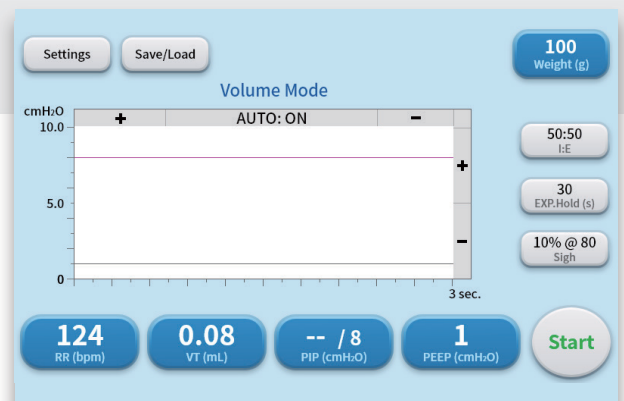 Settings
Save/Load
100
Weight (g)
Volume Mode
cmH₂O
10.0
+ AUTO: ON −
+
5.0
−
0
3 sec.
50:50
I:E
30
EXP.Hold (s)
10% @ 80
Sigh
124
RR (bpm)
0.08
VT (mL)
-- / 8
PIP (cmH₂O)
1
PEEP (cmH₂O)
Start